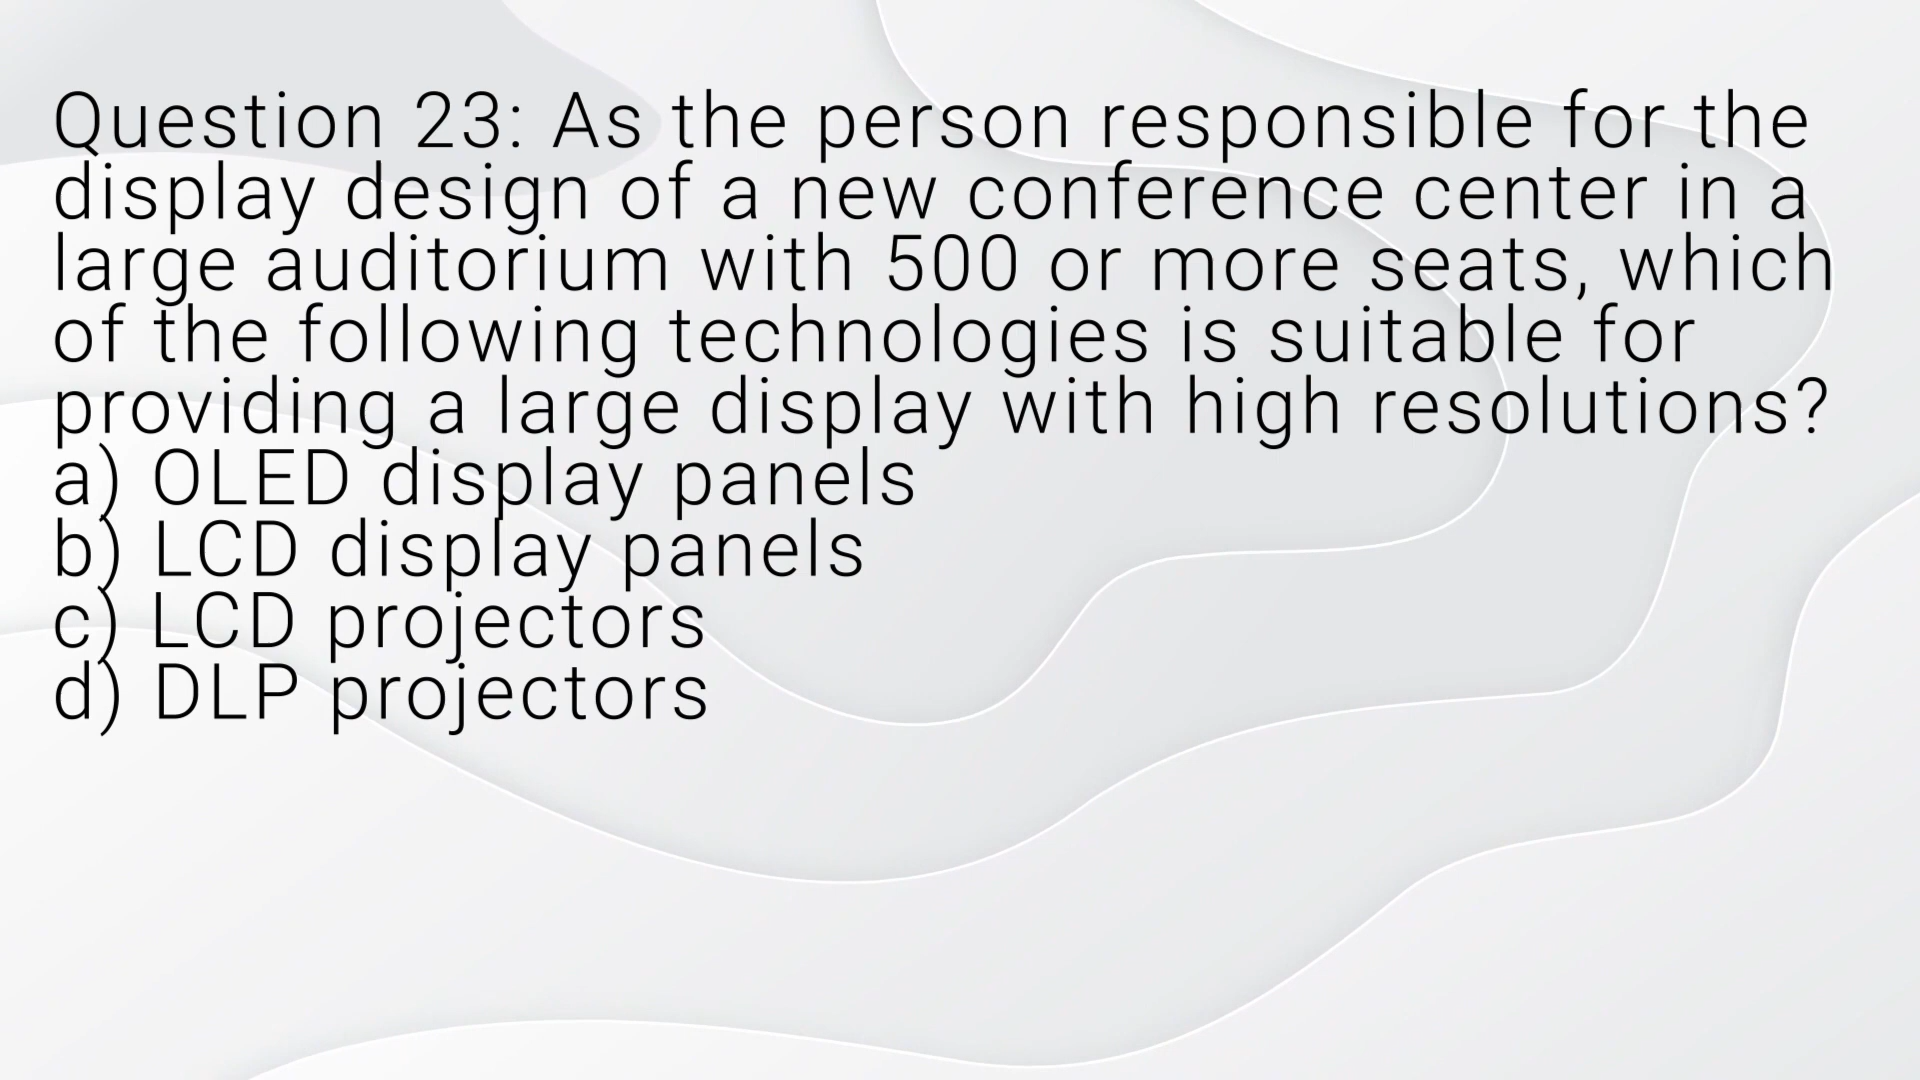 Question 23: As the person responsible for the
display design of a new conference center in a
large auditorium with 500 or more seats, which
of the following technologies is suitable for
providing a large display with high resolutions?
a) OLED display panels
b) LCD display panels
c) LCD projectors
d) DLP projectors